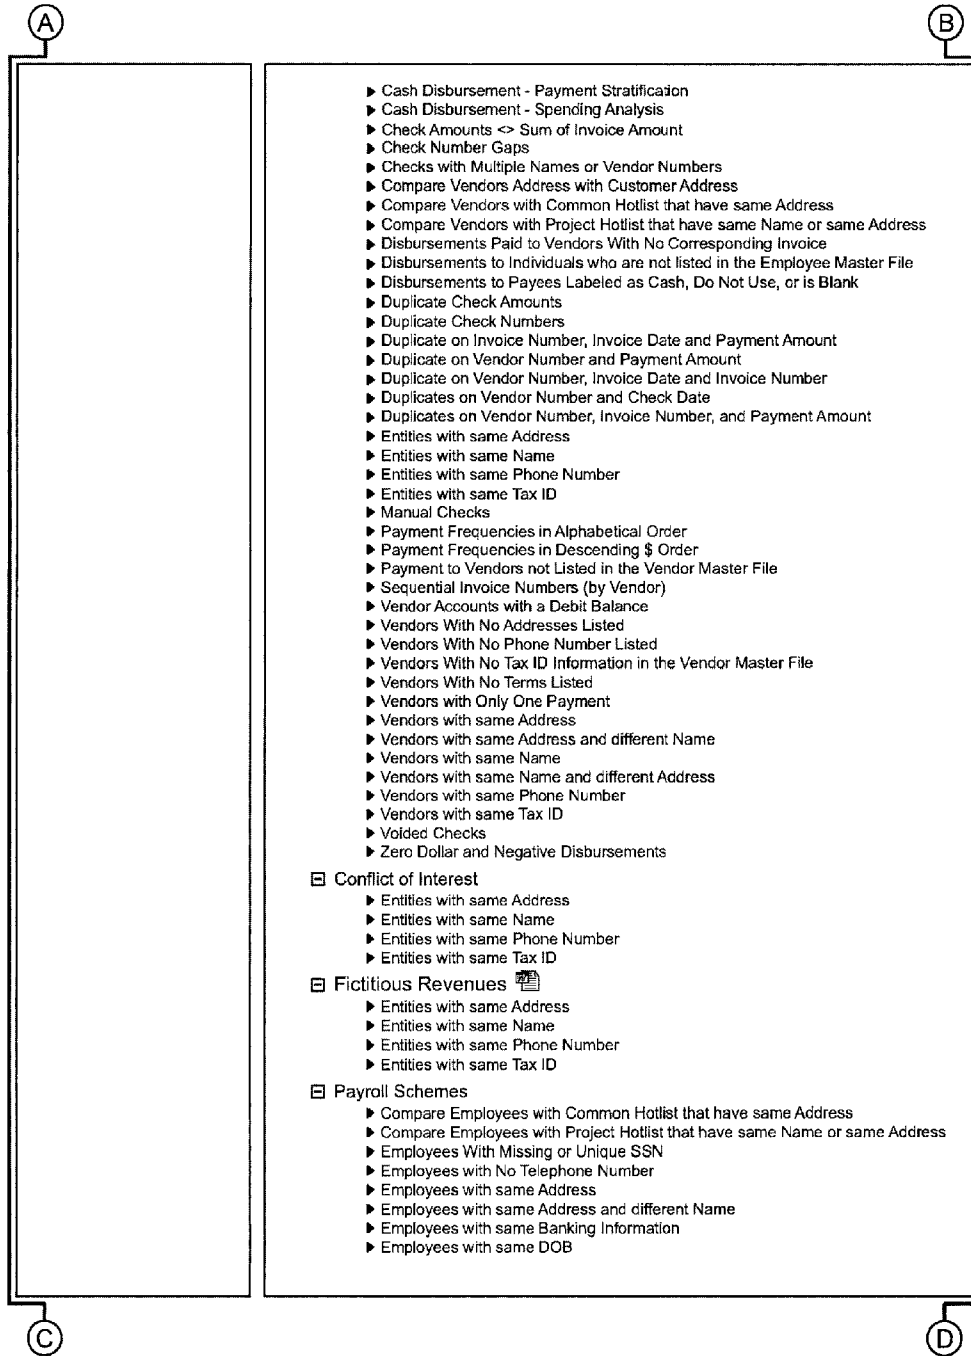 A
B
Cash Disbursement - Payment Stratification
Cash Disbursement - Spending Analysis
Check Amounts <> Sum of Invoice Amount
Check Number Gaps
Checks with Multiple Names or Vendor Numbers
Compare Vendors Address with Customer Address
Compare Vendors with Common Hotlist that have same Address
Compare Vendors with Project Hotlist that have same Name or same Address
Disbursements Paid to Vendors With No Corresponding Invoice
Disbursements to Individuals who are not listed in the Employee Master File
Disbursements to Payees Labeled as Cash, Do Not Use, or is Blank
Duplicate Check Amounts
Duplicate Check Numbers
Duplicate on Invoice Number, Invoice Date and Payment Amount
Duplicate on Vendor Number and Payment Amount
Duplicate on Vendor Number, Invoice Date and Invoice Number
Duplicates on Vendor Number and Check Date
Duplicates on Vendor Number, Invoice Number, and Payment Amount
Entities with same Address
Entities with same Name
Entities with same Phone Number
Entities with same Tax ID
Manual Checks
Payment Frequencies in Alphabetical Order
Payment Frequencies in Descending $ Order
Payment to Vendors not Listed in the Vendor Master File
Sequential Invoice Numbers (by Vendor)
Vendor Accounts with a Debit Balance
Vendors With No Addresses Listed
Vendors With No Phone Number Listed
Vendors With No Tax ID Information in the Vendor Master File
Vendors With No Terms Listed
Vendors with Only One Payment
Vendors with same Address
Vendors with same Address and different Name
Vendors with same Name
Vendors with same Name and different Address
Vendors with same Phone Number
Vendors with same Tax ID
Voided Checks
Zero Dollar and Negative Disbursements
Conflict of Interest
Entities with same Address
Entities with same Name
Entities with same Phone Number
Entities with same Tax ID
Fictitious Revenues
Entities with same Address
Entities with same Name
Entities with same Phone Number
Entities with same Tax ID
Payroll Schemes
Compare Employees with Common Hotlist that have same Address
Compare Employees with Project Hotlist that have same Name or same Address
Employees With Missing or Unique SSN
Employees with No Telephone Number
Employees with same Address
Employees with same Address and different Name
Employees with same Banking Information
Employees with same DOB
C
D